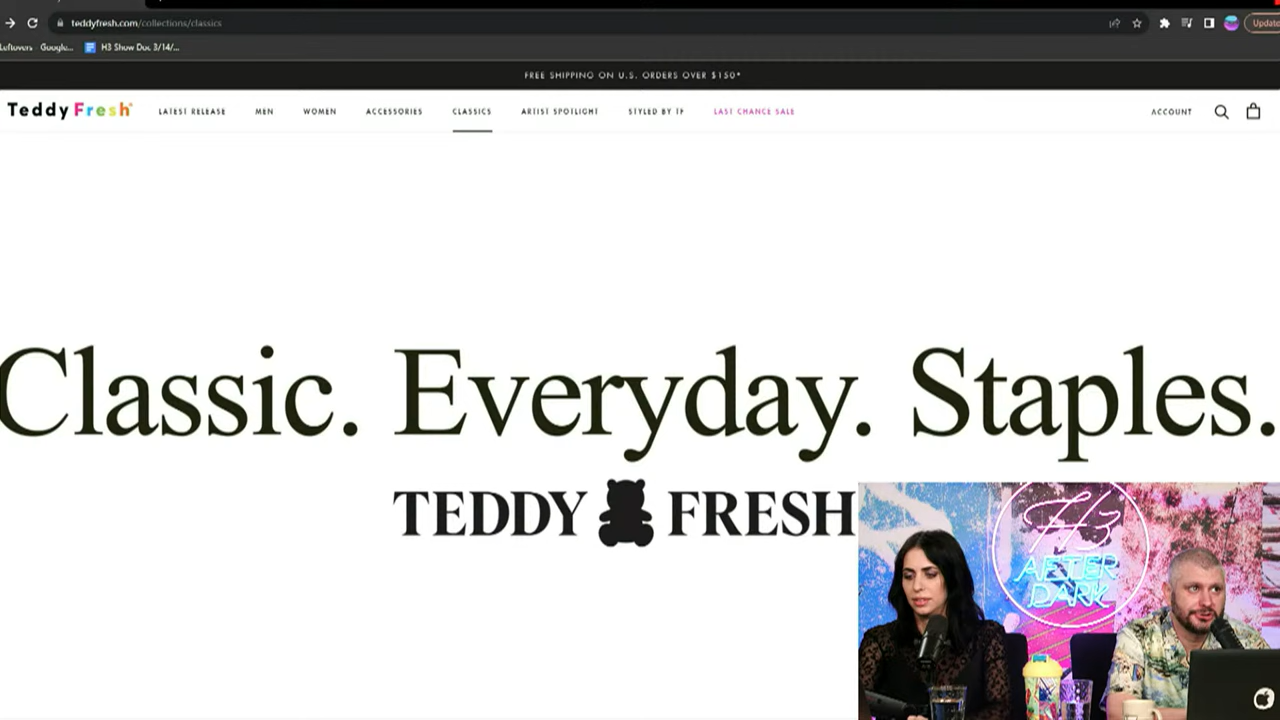 teddyfresh.com/collections/classics
Update
Leftovers Google... H3 Show Doc 3/14/...
FREE SHIPPING ON U.S. ORDERS OVER $150*
Teddy Fresh
LATEST RELEASE MEN WOMEN ACCESSORIES CLASSICS ARTIST SPOTLIGHT STYLED BY TF LAST CHANCE SALE ACCOUNT
Classic. Everyday. Staples.
TEDDY FRESH
H3
AFTER
DARK